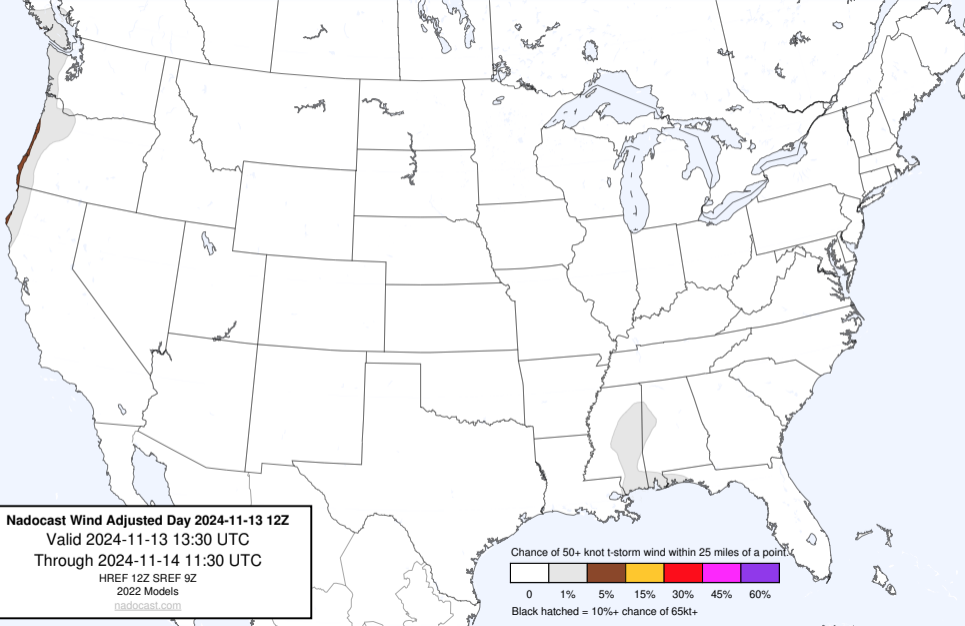 Nadocast Wind Adjusted Day 2024-11-13 12Z
Valid 2024-11-13 13:30 UTC
Through 2024-11-14 11:30 UTC
HREF 12Z SREF 9Z
2022 Models
nadocast.com
Chance of 50+ knot t-storm wind within 25 miles of a point.
0 1% 5% 15% 30% 45% 60%
Black hatched = 10%+ chance of 65kt+